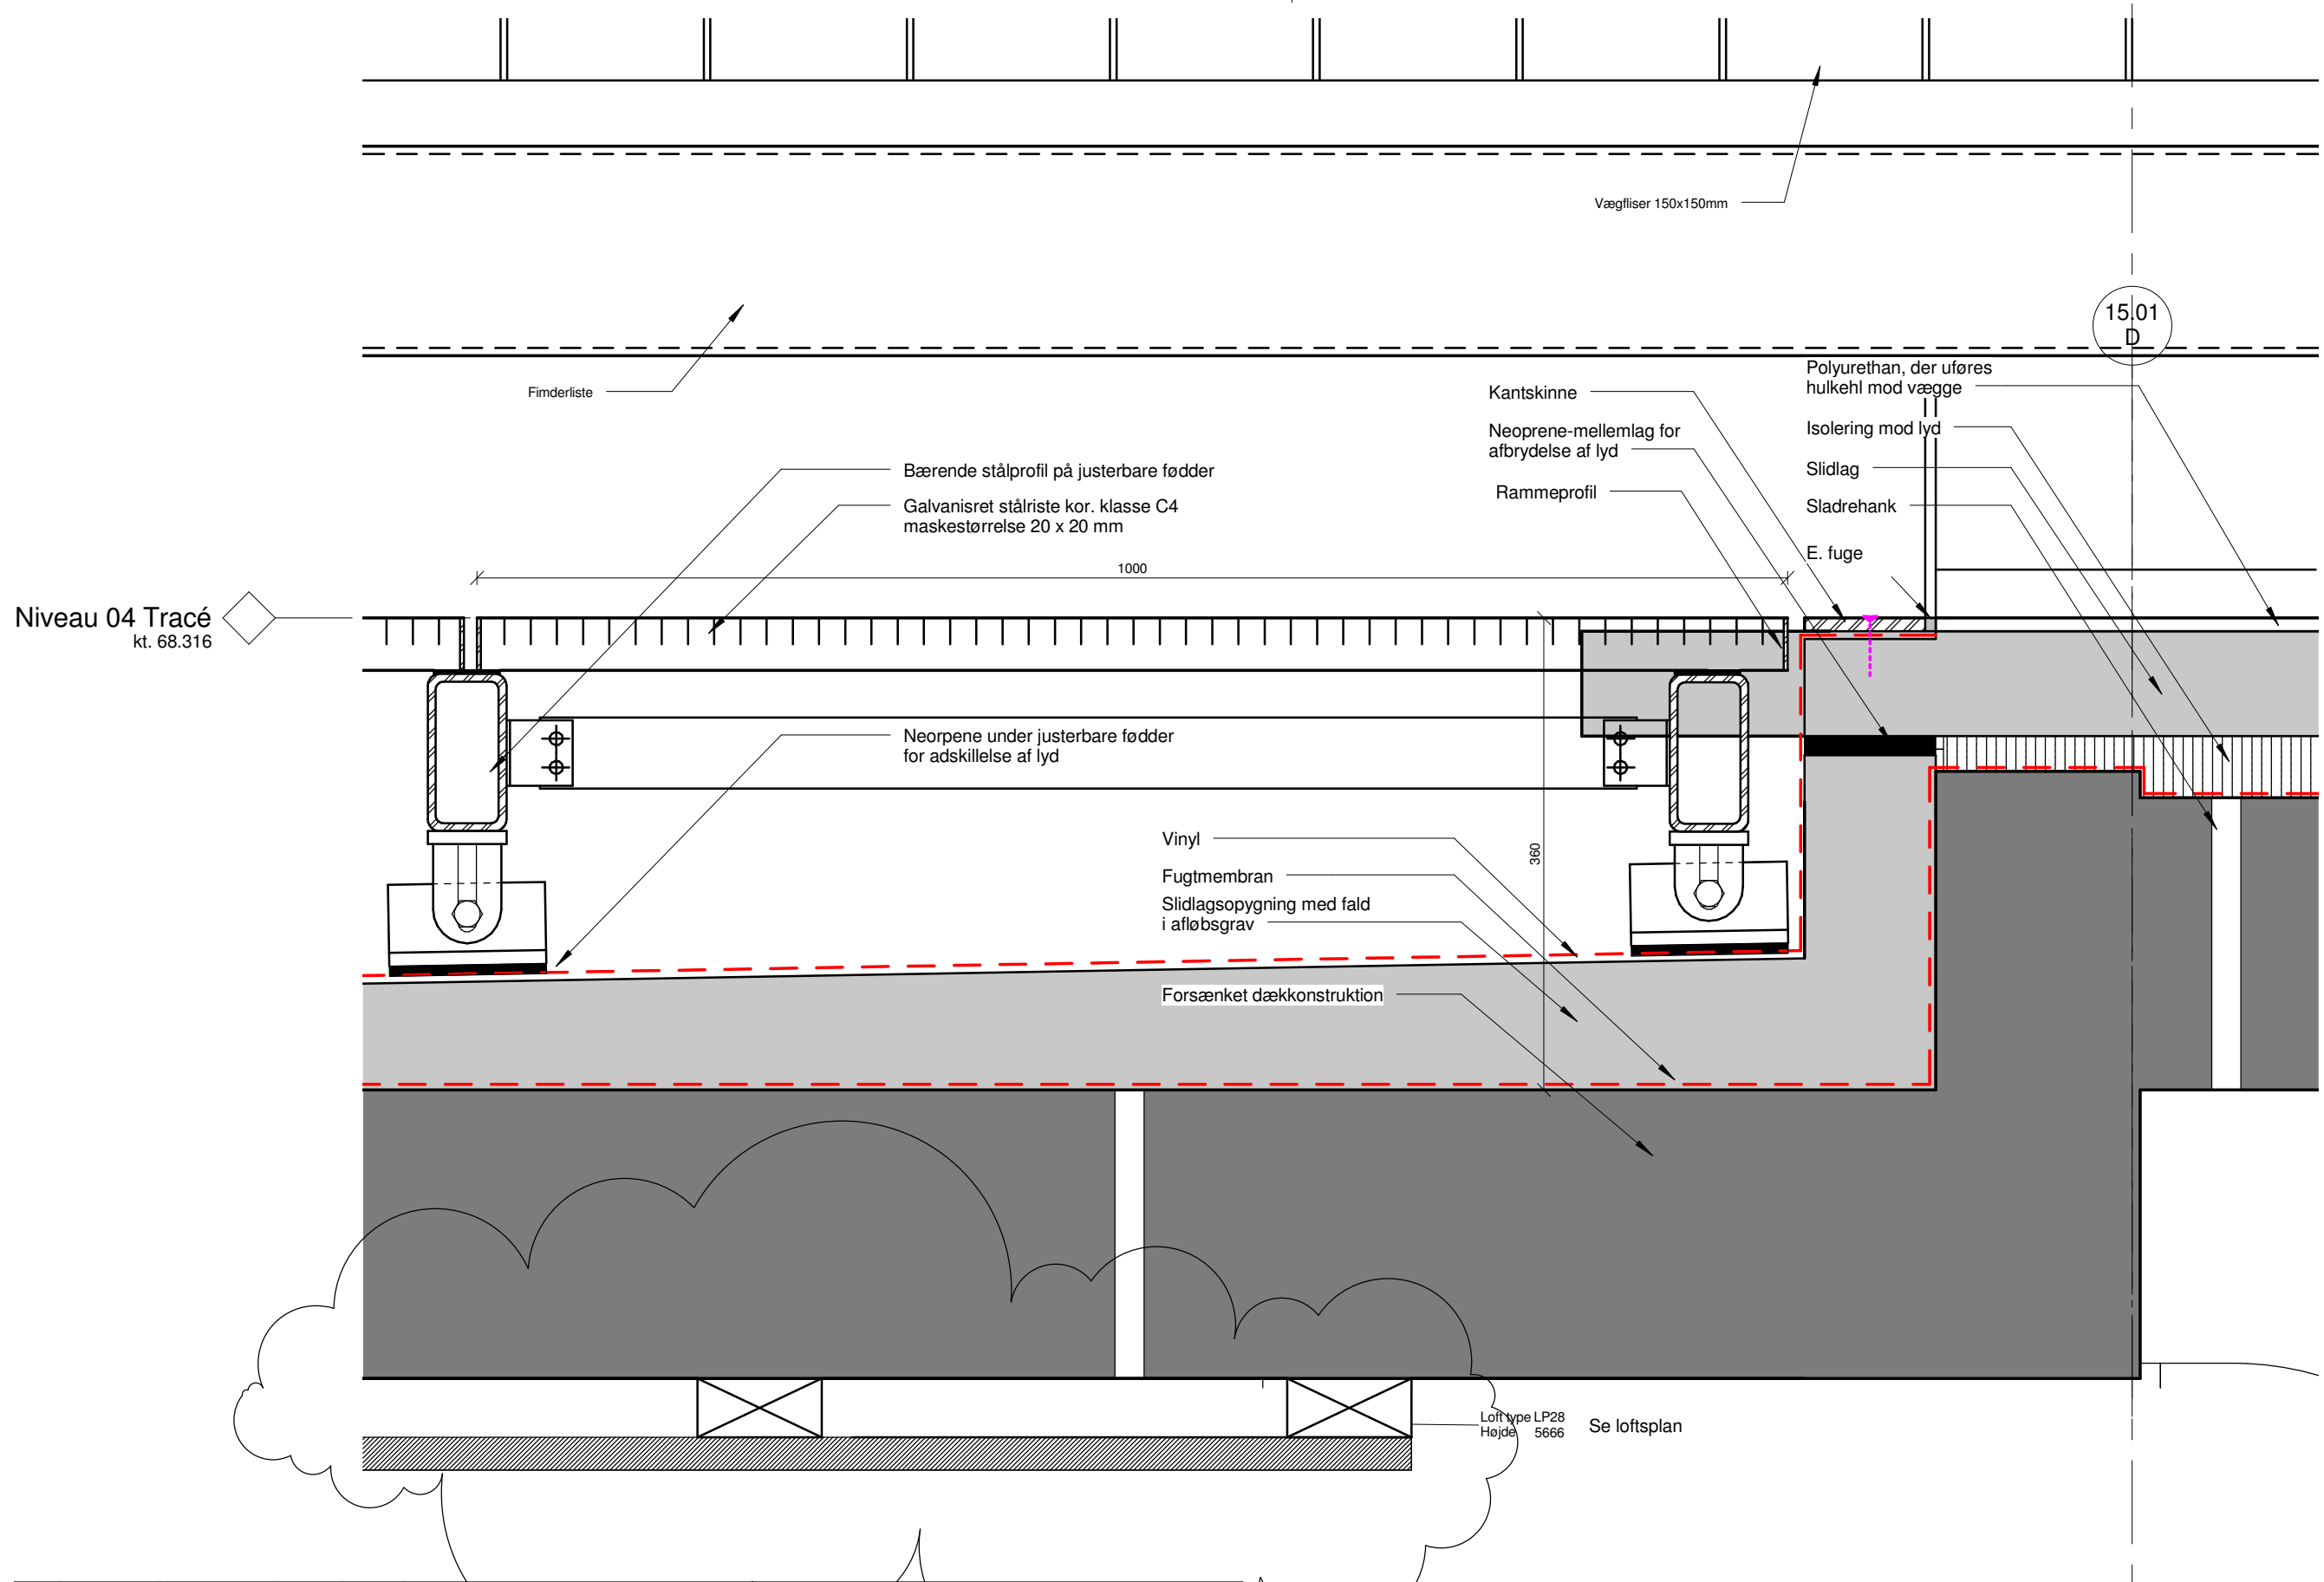 Vægfliser 150x150mm
15.01
D
Fimderliste
Polyurethan, der uføres
hulkehl mod vægge
Kantskinne
Isolering mod lyd
Neoprene-mellemlag for
afbrydelse af lyd
Slidlag
Bærende stålprofil på justerbare fødder
Rammeprofil
Sladrehank
Galvanisret stålriste kor. klasse C4
maskestørrelse 20 x 20 mm
E. fuge
1000
Niveau 04 Tracé
kt. 68.316
Neorpene under justerbare fødder
for adskillelse af lyd
Vinyl
360
Fugtmembran
Slidlagsopygning med fald
i afløbsgrav
Forsænket dækkonstruktion
Loft type LP28
Højde 5666
Se loftsplan